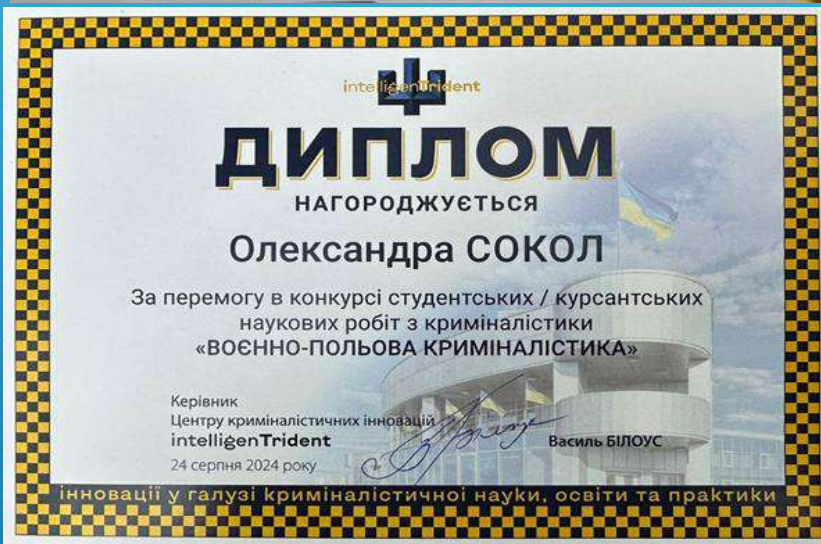 intelligenTrident
ДИПЛОМ
НАГОРОДЖУЄТЬСЯ
Олександра СОКОЛ
За перемогу в конкурсі студентських / курсантських
наукових робіт з криміналістики
«ВОЄННО-ПОЛЬОВА КРИМІНАЛІСТИКА»
Керівник
Центру криміналістичних інновацій
intelligenTrident
Василь БІЛОУС
24 серпня 2024 року
інновації у галузі криміналістичної науки, освіти та практики